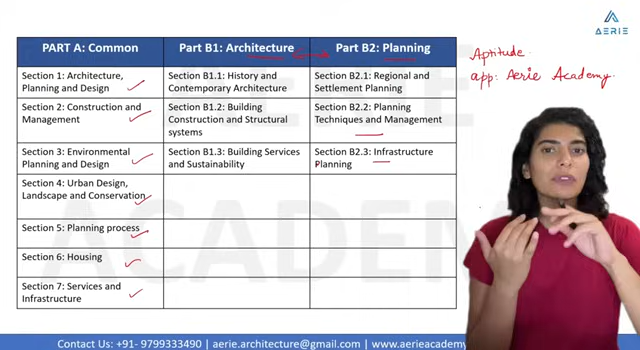 AERIE
PART A: Common
Part B1: Architecture
Part B2: Planning
Aptitude.
app: Aerie Academy.
Section 1: Architecture,
Planning and Design
Section B1.1: History and
Contemporary Architecture
Section B2.1: Regional and
Settlement Planning
Section 2: Construction and
Management
Section B1.2: Building
Construction and Structural
systems
Section B2.2: Planning
Techniques and Management
Section 3: Environmental
Planning and Design
Section B1.3: Building Services
and Sustainability
Section B2.3: Infrastructure
Planning
Section 4: Urban Design,
Landscape and Conservation
Section 5: Planning process
Section 6: Housing
Section 7: Services and
Infrastructure
ACADEMY
Contact Us: +91- 9799333490 | aerie.architecture@gmail.com | www.aerieacademy